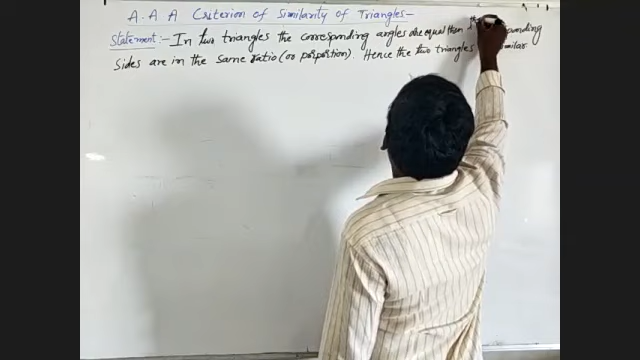 A. A A Criterion of Similarity of Triangles-
Statement:- In two triangles the corresponding angles are equal then
Sides are in the same ratio (or proportion). Hence the two triangles